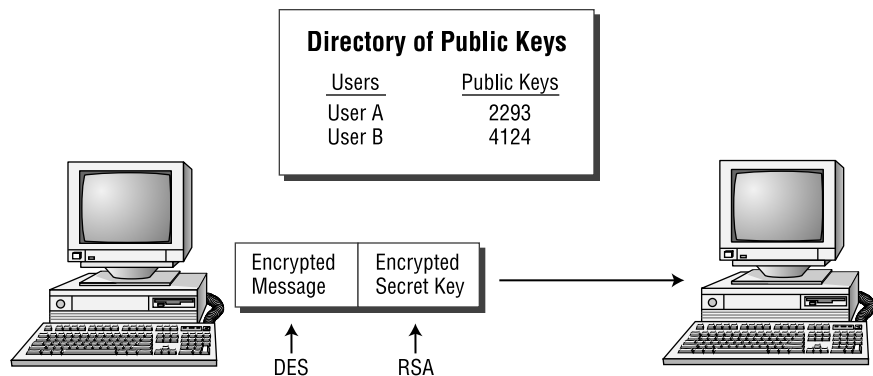 Directory of Public Keys
Users Public Keys
User A 2293
User B 4124
Encrypted Message
Encrypted Secret Key
DES
RSA